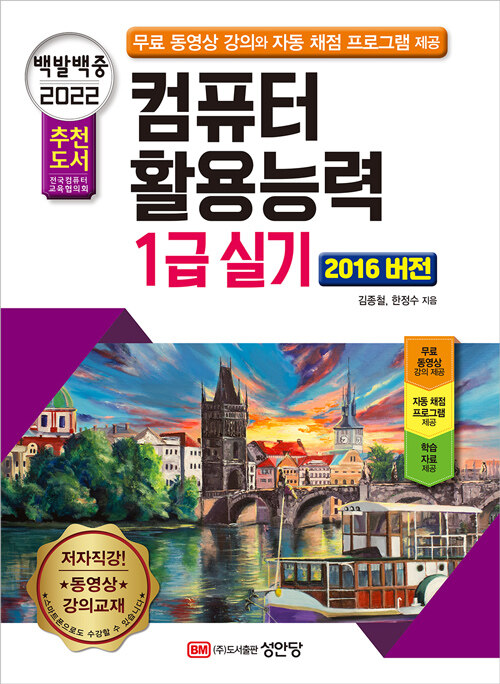 무료 동영상 강의와 자동 채점 프로그램 제공
백발백중
2022
추천
도서
전국컴퓨터
교육협의회
컴퓨터
활용능력
1급 실기
2016 버전
김종철, 한정수 지음
무료
동영상
강의 제공
자동 채점
프로그램
제공
학습
자료
제공
저자직강!
★동영상★
강의교재
★스마트폰으로도 수강할 수 있습니다★
BM (주)도서출판 성안당